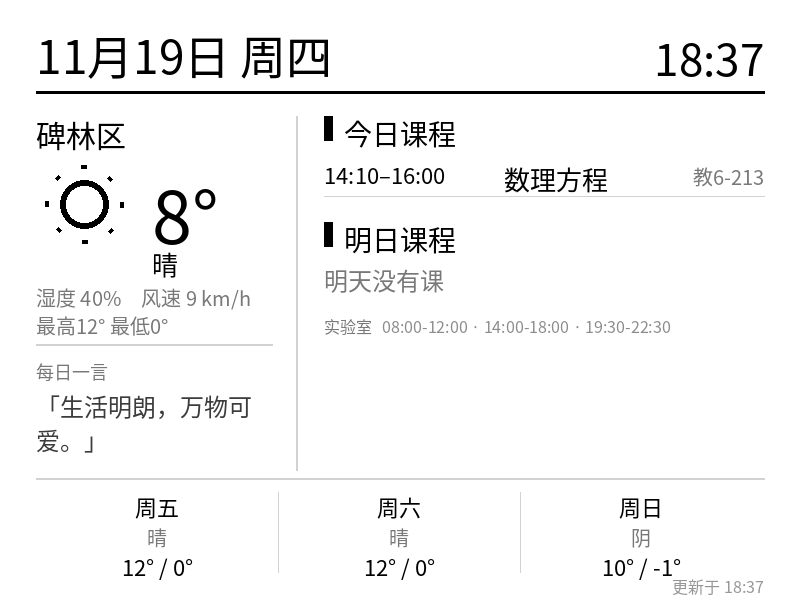 11月19日 周四
18:37
碑林区
8°
晴
湿度 40% 风速 9 km/h
最高12° 最低0°
每日一言
「生活明朗，万物可
爱。」
今日课程
14:10–16:00 数理方程 教6-213
明日课程
明天没有课
实验室 08:00-12:00 · 14:00-18:00 · 19:30-22:30
周五
晴
12° / 0°
周六
晴
12° / 0°
周日
阴
10° / -1°
更新于 18:37